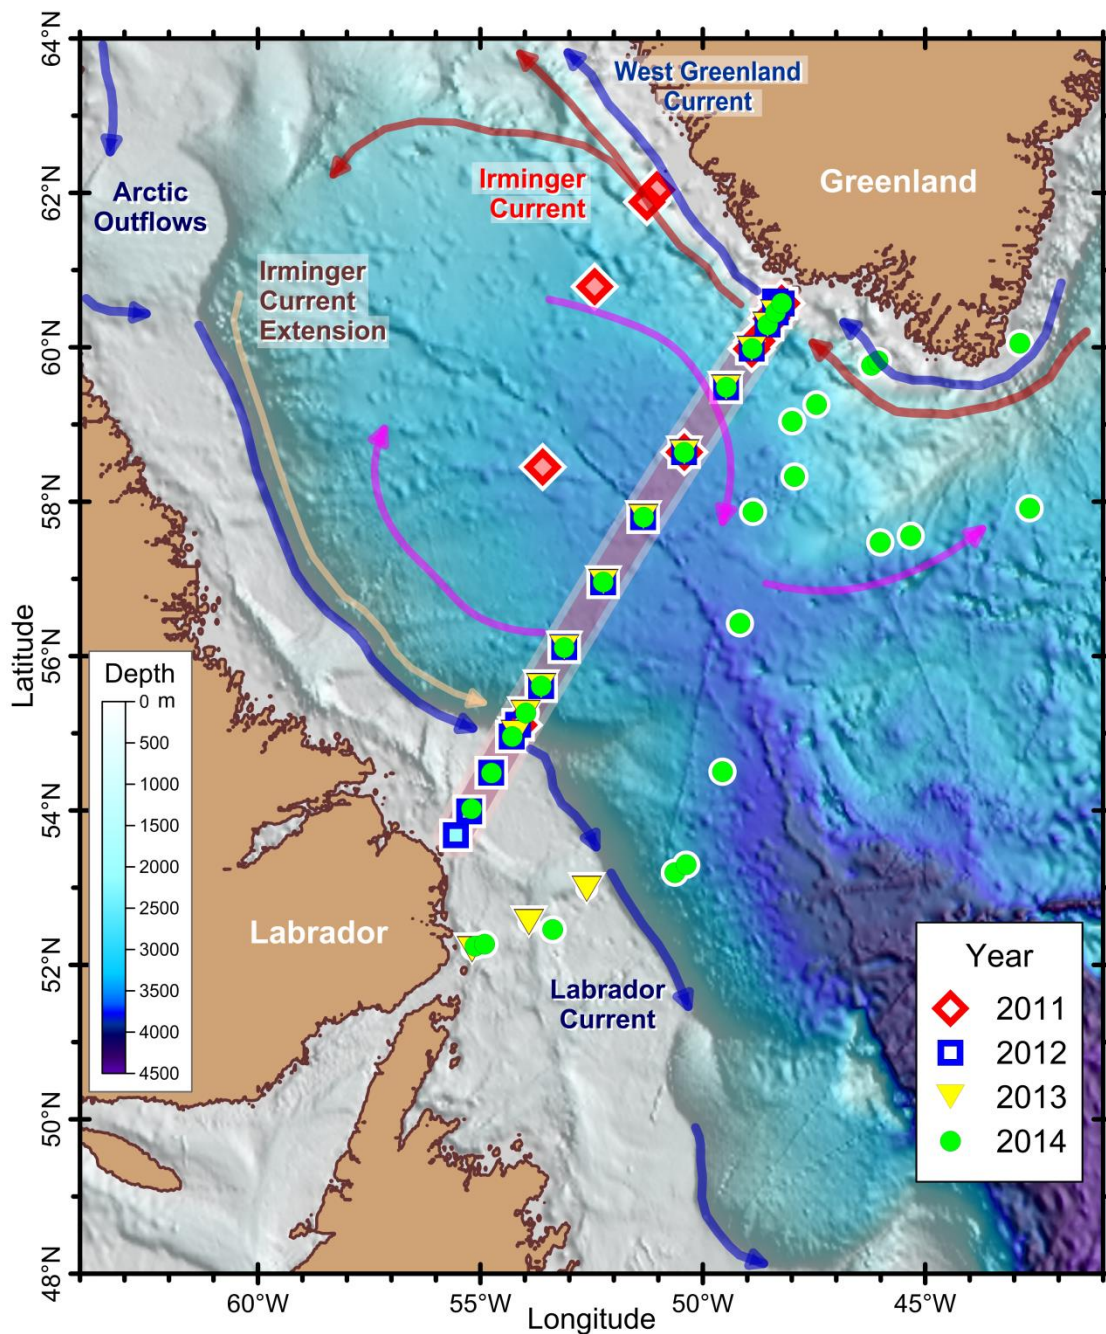 64°N
62°N
60°N
58°N
56°N
54°N
52°N
50°N
48°N
Latitude
60°W
55°W
50°W
45°W
Longitude
West Greenland
Current
Greenland
Irminger
Current
Arctic
Outflows
Irminger
Current
Extension
Labrador
Labrador
Current
Depth
0 m
500
1000
1500
2000
2500
3000
3500
4000
4500
Year
2011
2012
2013
2014